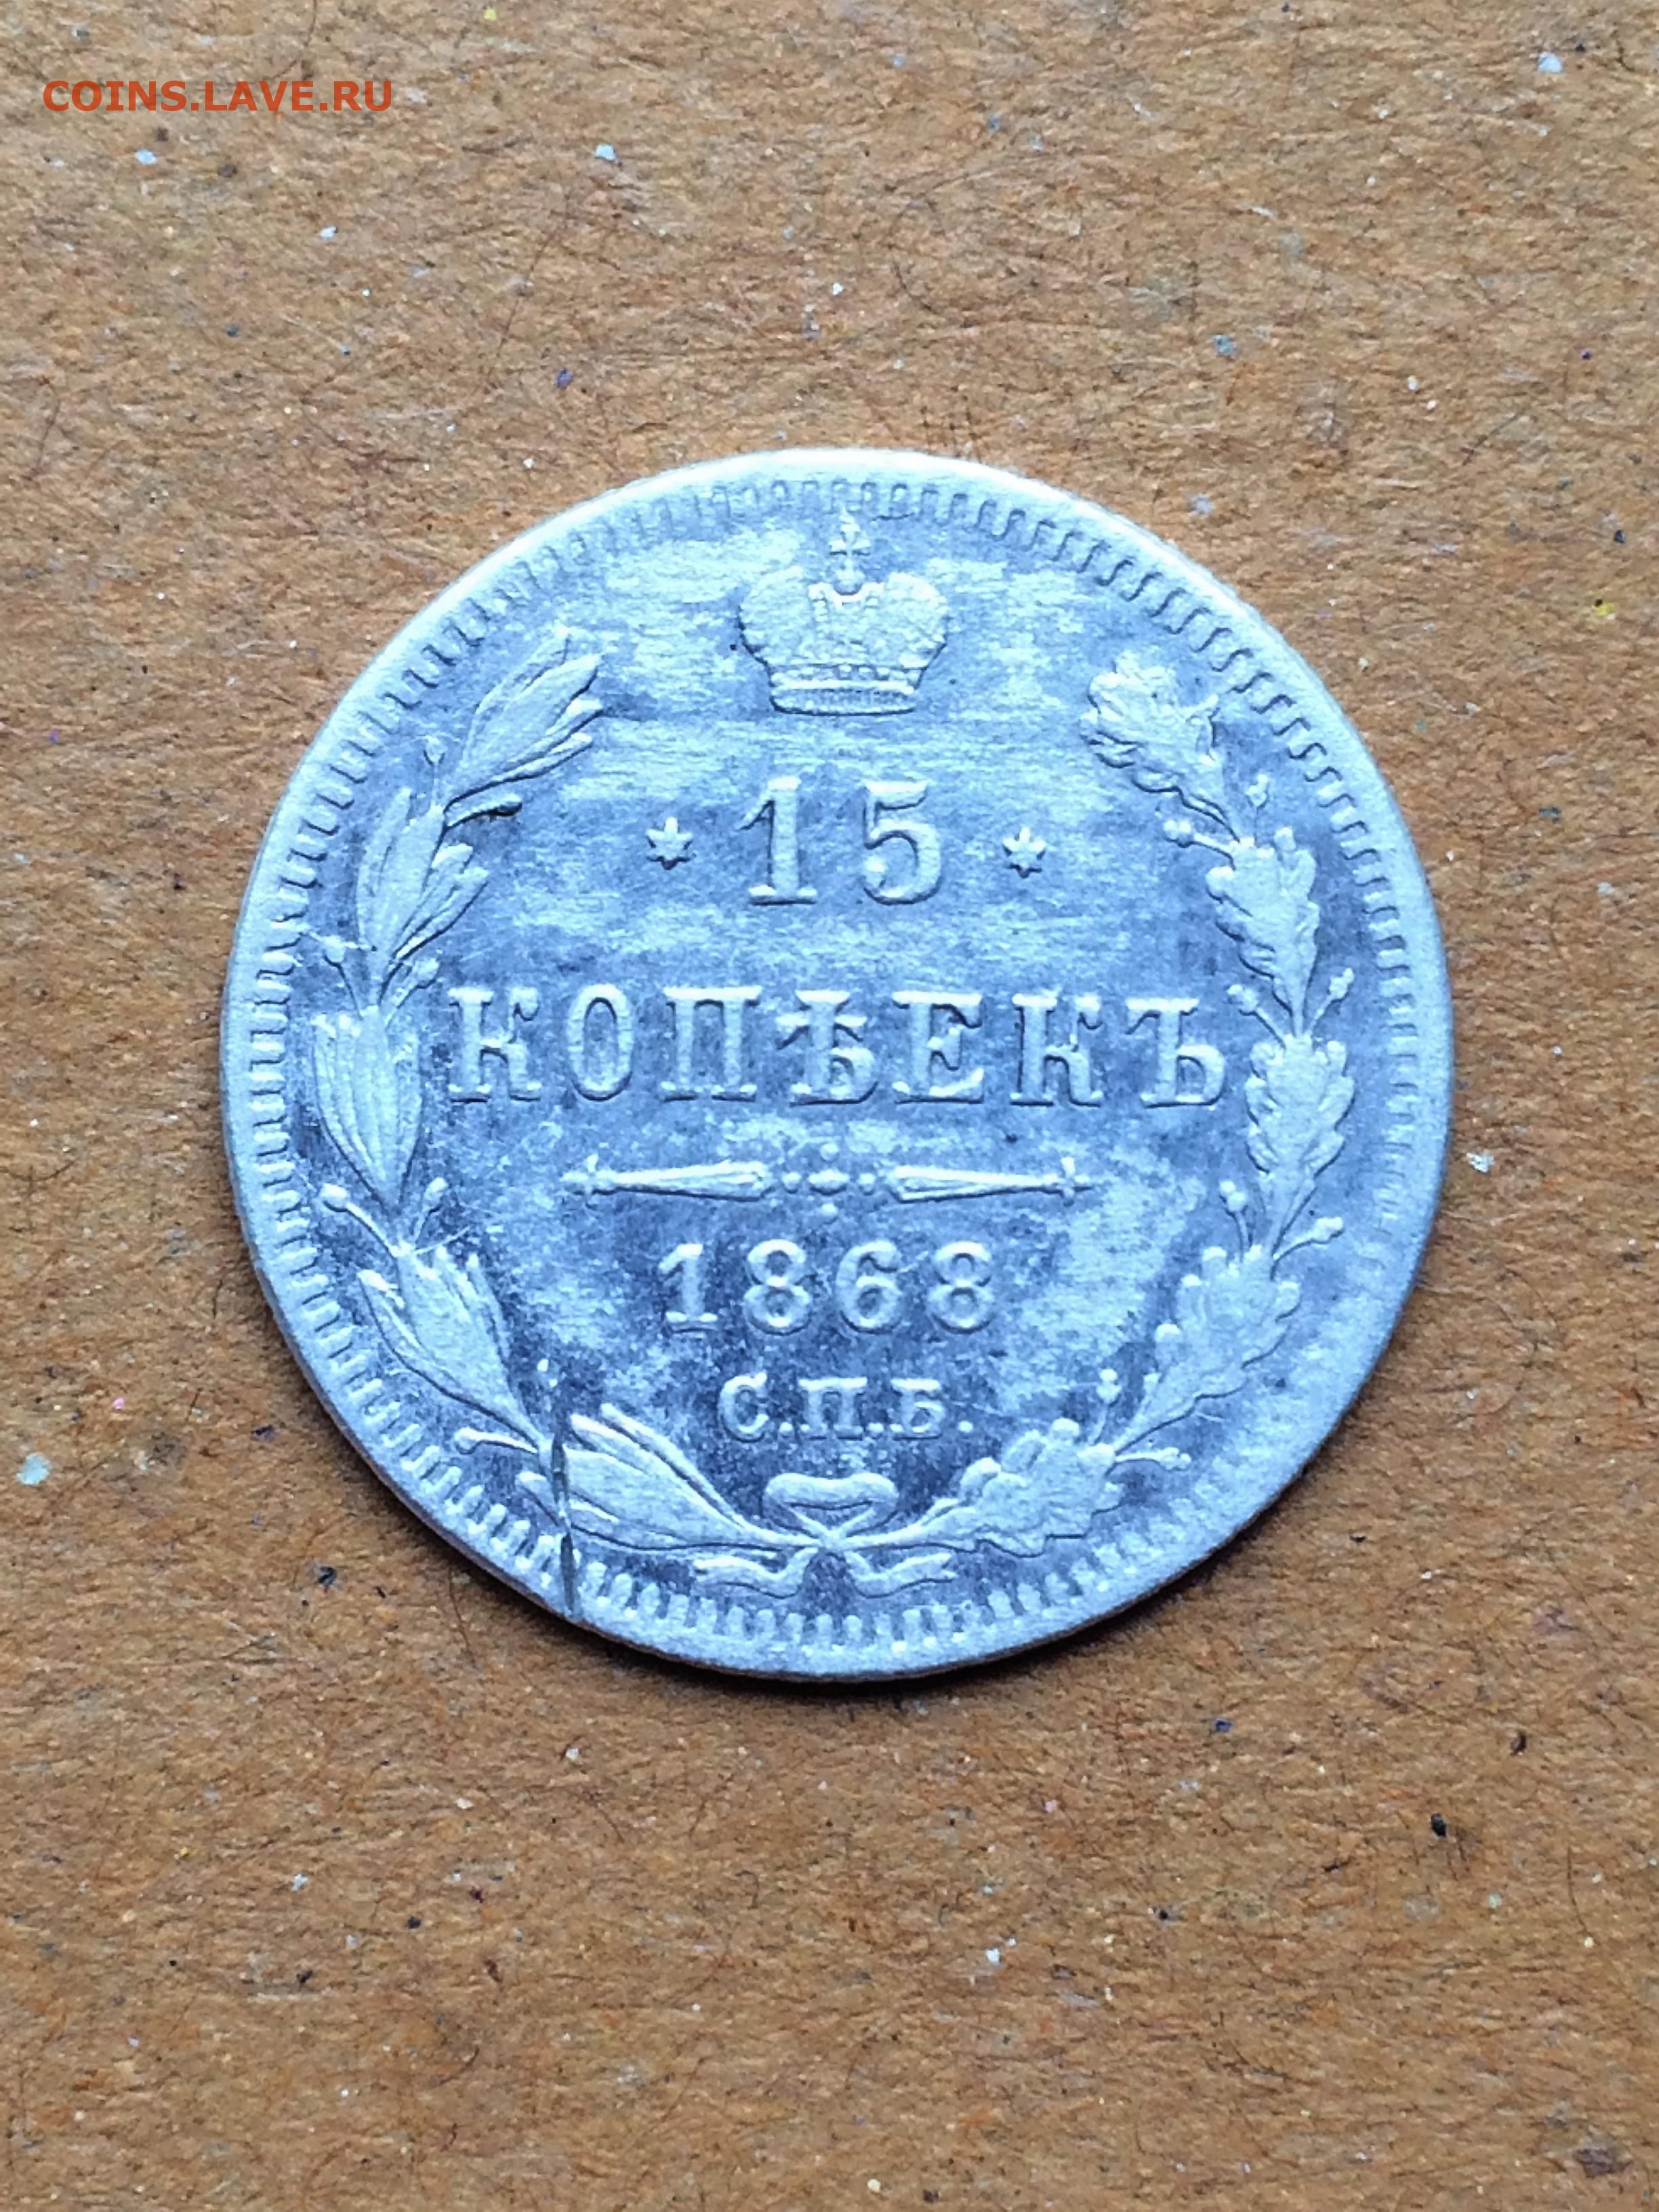 COINS.LAVE.RU
* 15 *
КОПѢЕКЪ
1868
С.П.Б.